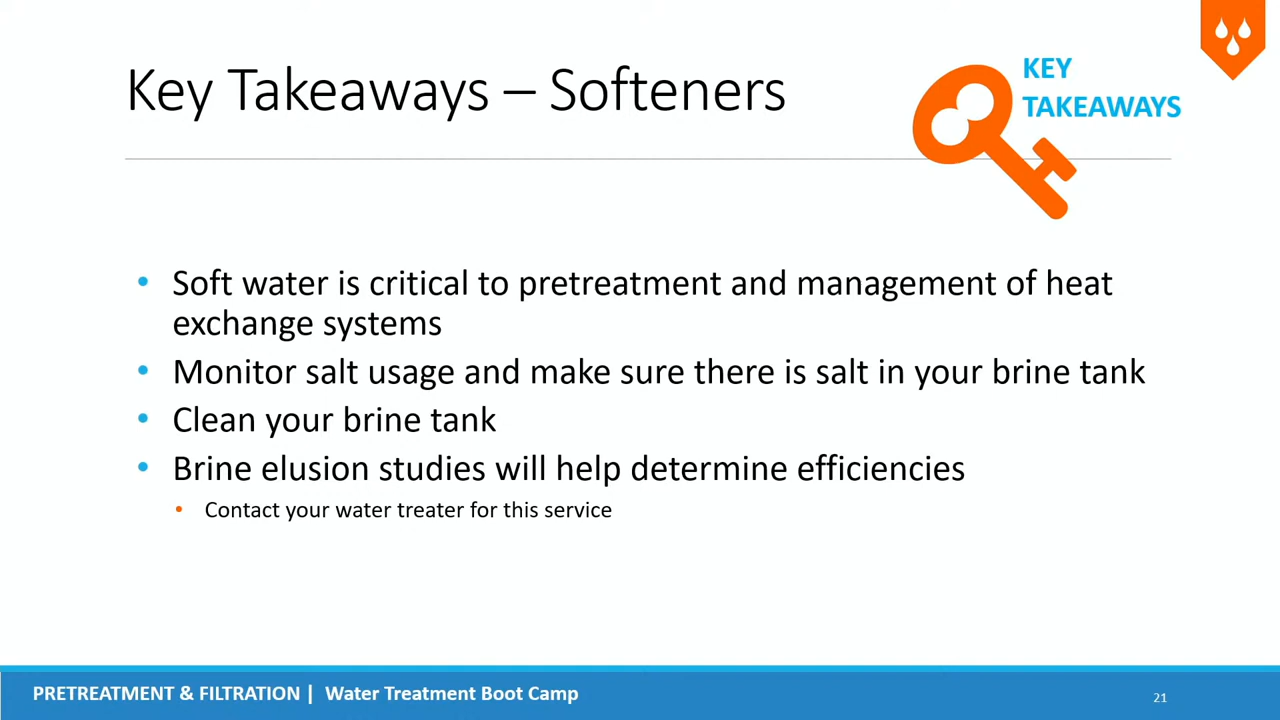 Key Takeaways – Softeners
KEY
TAKEAWAYS
• Soft water is critical to pretreatment and management of heat
exchange systems
• Monitor salt usage and make sure there is salt in your brine tank
• Clean your brine tank
• Brine elusion studies will help determine efficiencies
• Contact your water treater for this service
PRETREATMENT & FILTRATION | Water Treatment Boot Camp
21